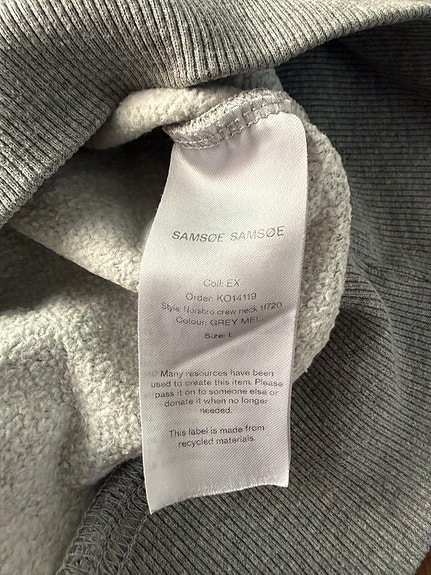 SAMSØE SAMSØE
Coll: EX
Order: KO14119
Style: Norsbro crew neck 11720
Colour: GREY MEL.
Size: L
Many resources have been
used to create this item. Please
pass it on to someone else or
donate it when no longer
needed.
This label is made from
recycled materials.